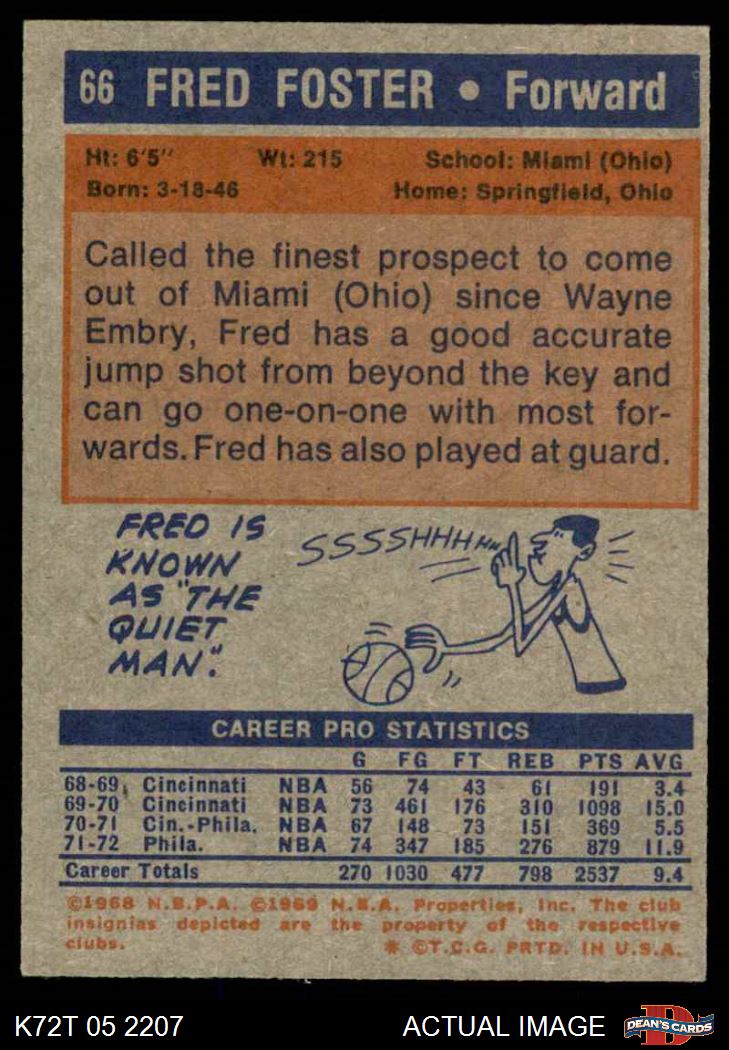 66 FRED FOSTER • Forward
Ht: 6'5" Wt: 215 School: Miami (Ohio)
Born: 3-18-46 Home: Springfield, Ohio
Called the finest prospect to come
out of Miami (Ohio) since Wayne
Embry, Fred has a good accurate
jump shot from beyond the key and
can go one-on-one with most for-
wards. Fred has also played at guard.
FRED IS
KNOWN
AS "THE
QUIET
MAN".
SSSSHHHHHH
CAREER PRO STATISTICS
G FG FT REB PTS AVG
68-69 Cincinnati NBA 56 74 43 61 191 3.4
69-70 Cincinnati NBA 73 461 176 310 1098 15.0
70-71 Cin.-Phila. NBA 67 148 73 151 369 5.5
71-72 Phila. NBA 74 347 185 276 879 11.9
Career Totals 270 1030 477 798 2537 9.4
©1968 N.B.P.A. ©1969 N.B.A. Properties, Inc. The club
insignias depicted are the property of the respective
clubs. * ©T.C.G. PRTD. IN U.S.A.
K72T 05 2207 ACTUAL IMAGE DEAN'S CARDS